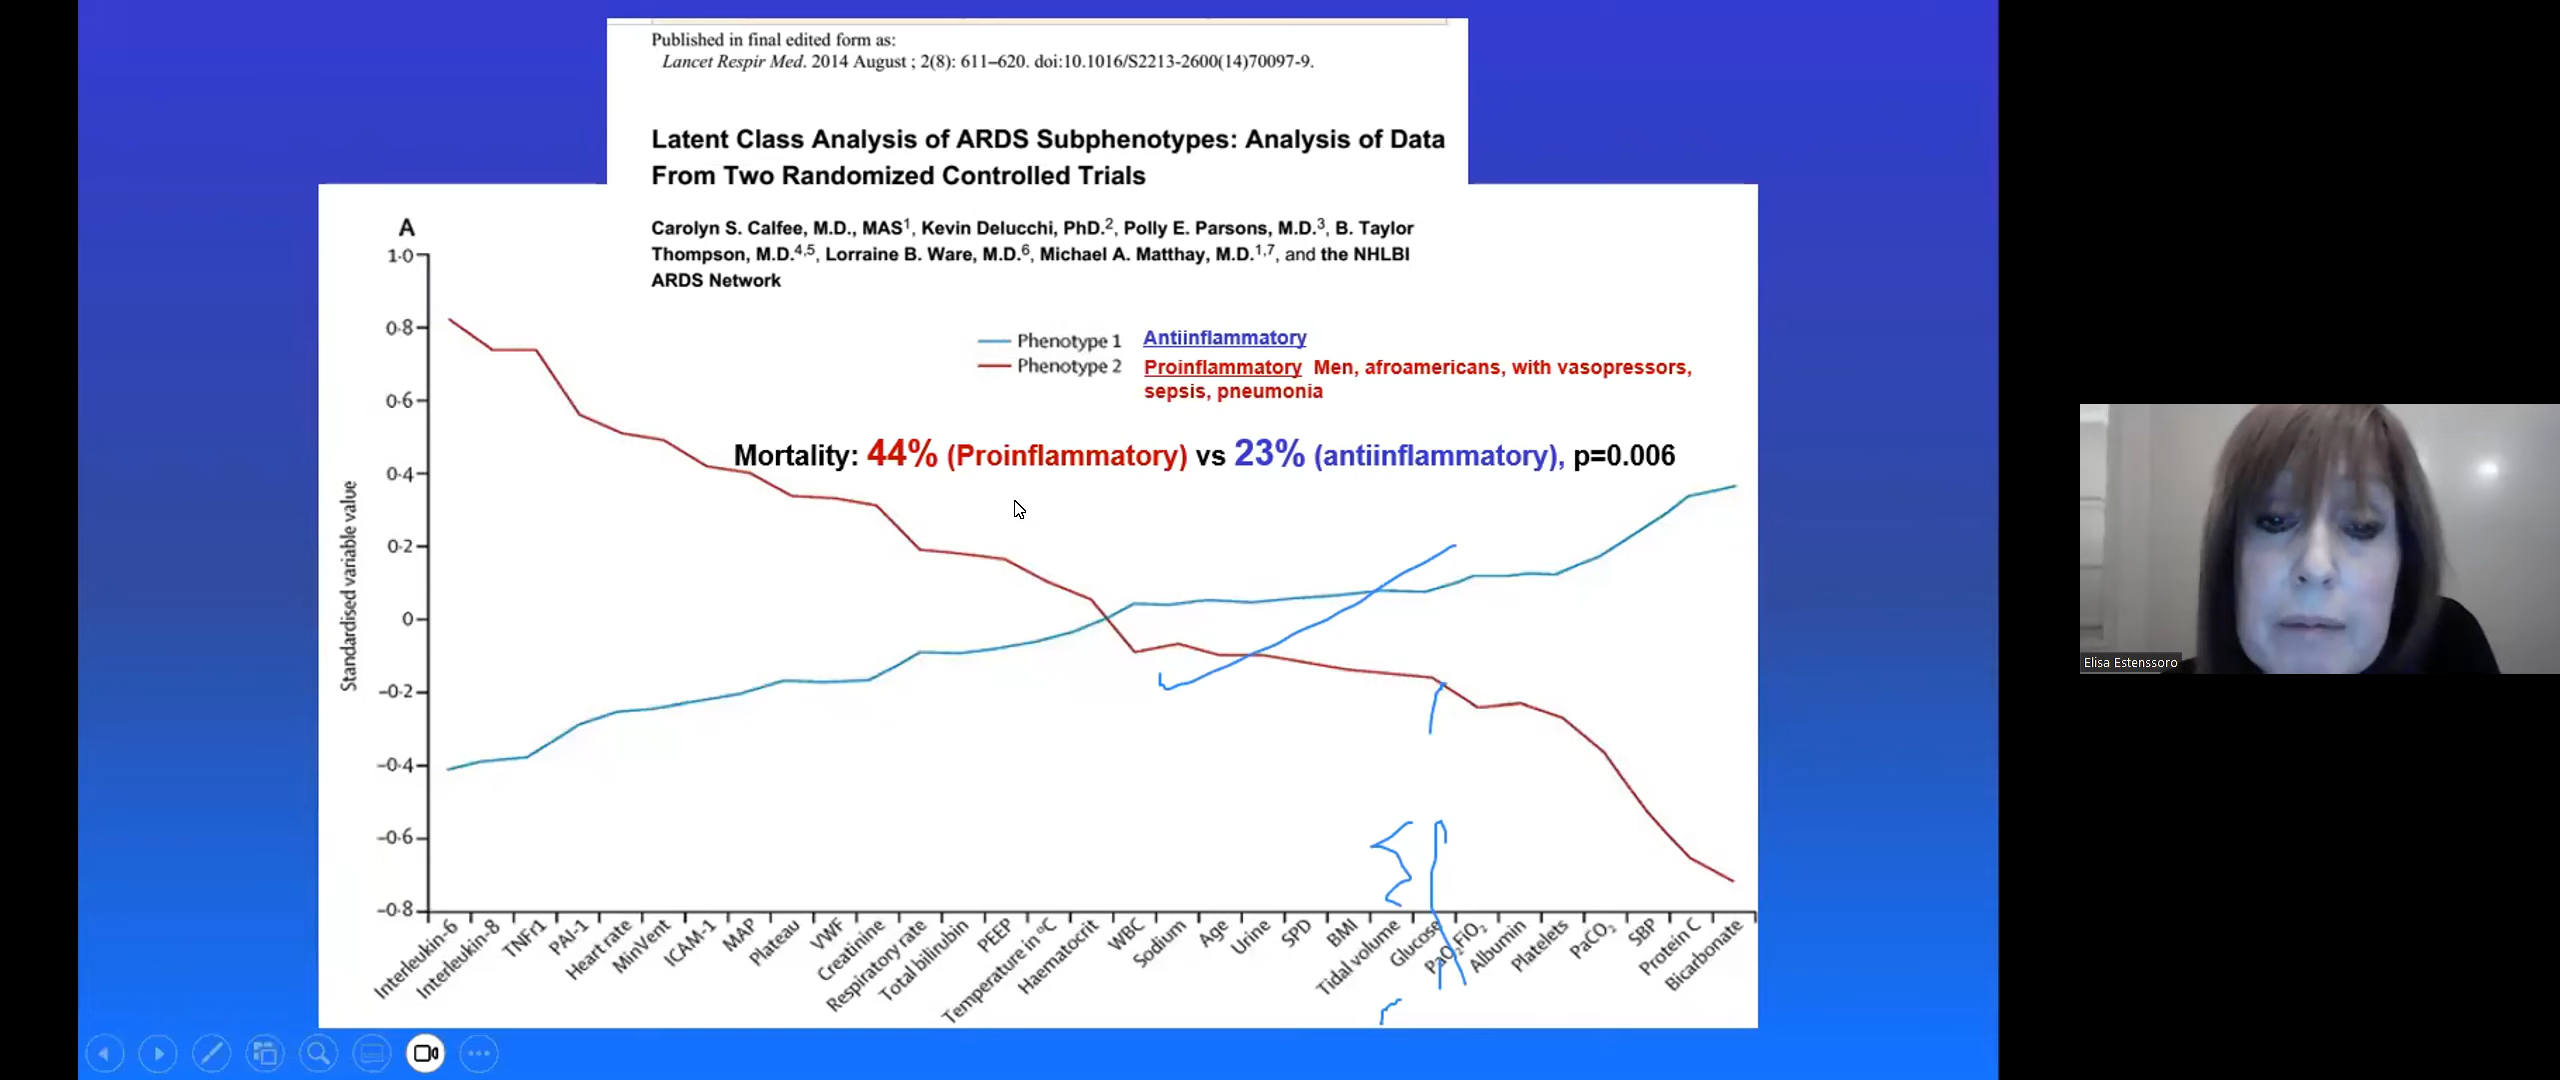 Published in final edited form as:
Lancet Respir Med. 2014 August ; 2(8): 611–620. doi:10.1016/S2213-2600(14)70097-9.
Latent Class Analysis of ARDS Subphenotypes: Analysis of Data
From Two Randomized Controlled Trials
Carolyn S. Calfee, M.D., MAS1, Kevin Delucchi, PhD.2, Polly E. Parsons, M.D.3, B. Taylor
Thompson, M.D.4,5, Lorraine B. Ware, M.D.6, Michael A. Matthay, M.D.1,7, and the NHLBI
ARDS Network
A
1·0
0·8
0·6
0·4
0·2
0
–0·2
–0·4
–0·6
–0·8
Standardised variable value
Phenotype 1 Antiinflammatory
Phenotype 2 Proinflammatory Men, afroamericans, with vasopressors,
sepsis, pneumonia
Mortality: 44% (Proinflammatory) vs 23% (antiinflammatory), p=0.006
Interleukin-6
Interleukin-8
TNFr1
PAI-1
Heart rate
MinVent
ICAM-1
MAP
Plateau
VWF
Creatinine
Respiratory rate
Total bilirubin
PEEP
Temperature in °C
Haematocrit
WBC
Sodium
Age
Urine
SPD
BMI
Tidal volume
Glucose
PaO2FiO2
Albumin
Platelets
PaCO2
SBP
Protein C
Bicarbonate
Elisa Estenssoro